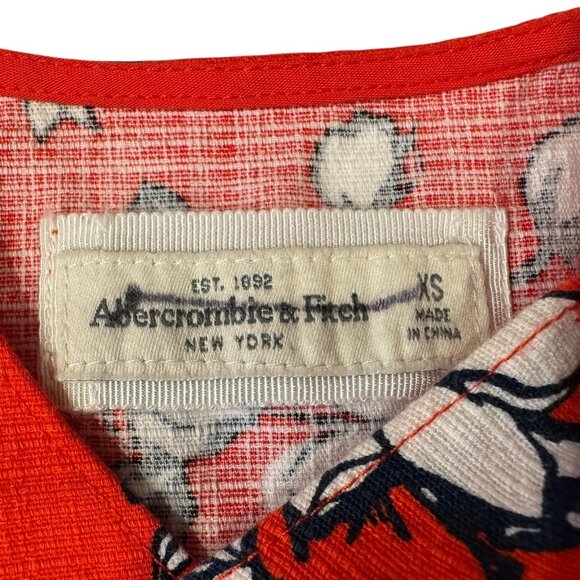 EST. 1892
Abercrombie & Fitch
NEW YORK
XS
MADE
IN CHINA